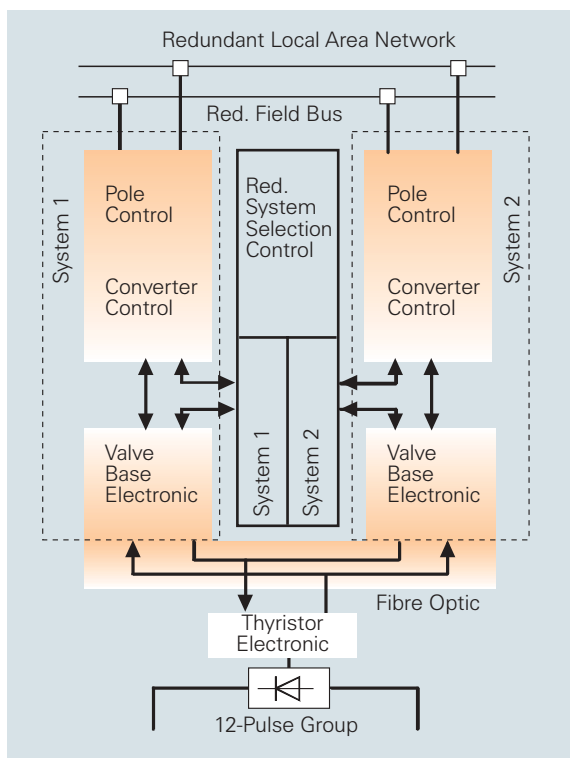 Redundant Local Area Network
Red. Field Bus
System 1
Pole
Control
Converter
Control
Red.
System
Selection
Control
Pole
Control
Converter
Control
System 2
Valve
Base
Electronic
System 1
System 2
Valve
Base
Electronic
Fibre Optic
Thyristor
Electronic
12-Pulse Group